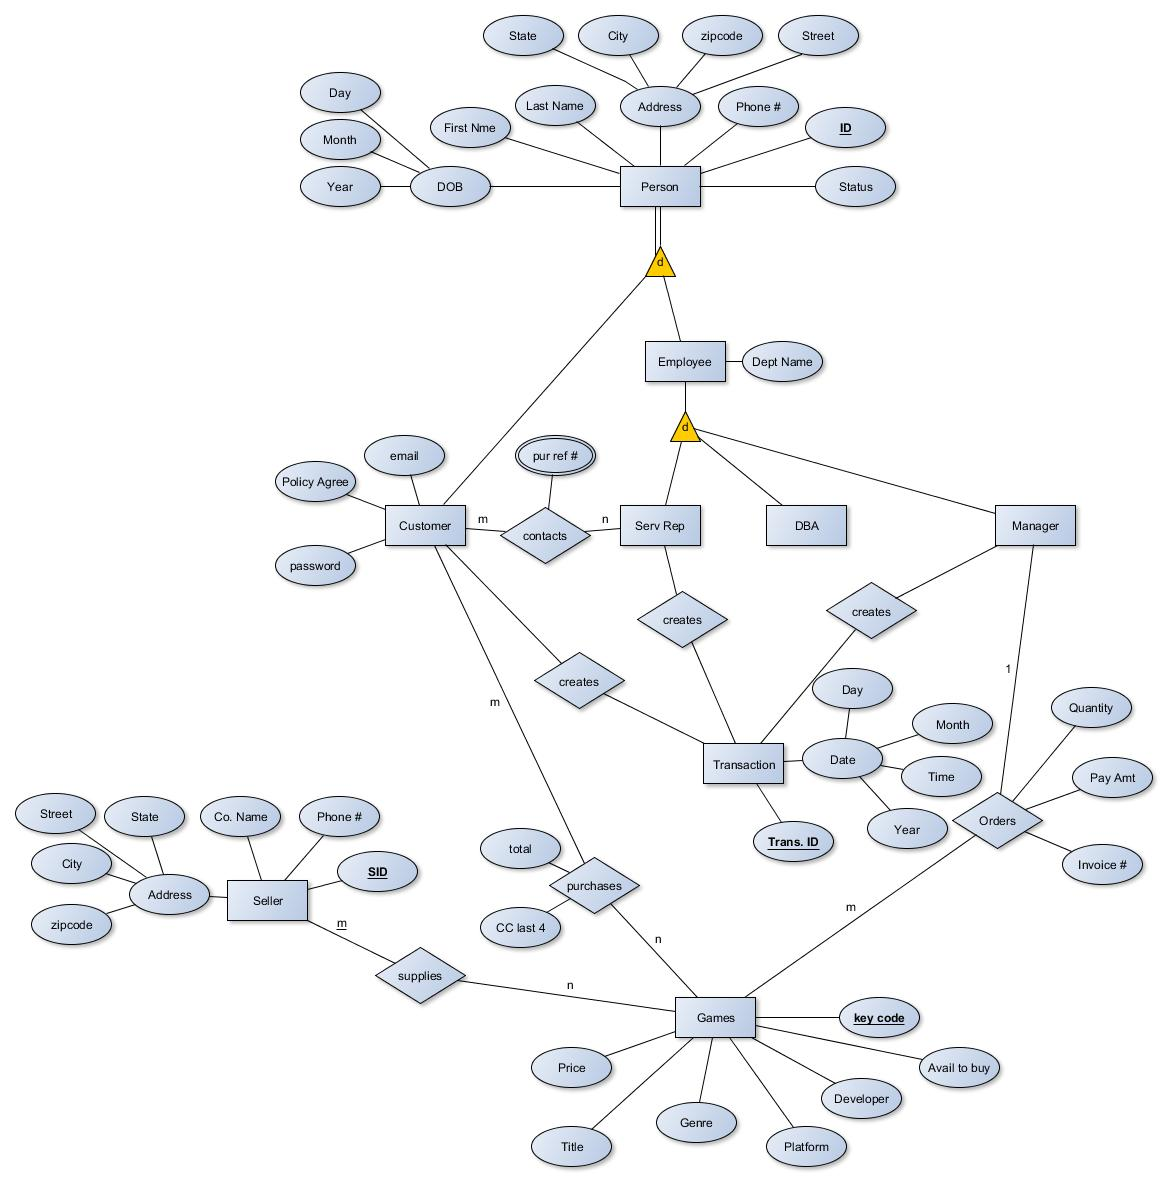 State
City
zipcode
Street
Day
Last Name
Address
Phone #
First Nme
ID
Month
Year
DOB
Person
Status
d
Employee
Dept Name
d
email
pur ref #
Policy Agree
Customer
m
contacts
n
Serv Rep
DBA
Manager
password
creates
creates
creates
1
m
Day
Quantity
Month
Transaction
Date
Time
Pay Amt
Street
State
Co. Name
Phone #
Year
Orders
Trans. ID
total
City
Address
Seller
SID
purchases
Invoice #
zipcode
m
CC last 4
m
n
supplies
n
Games
key code
Price
Avail to buy
Developer
Genre
Title
Platform